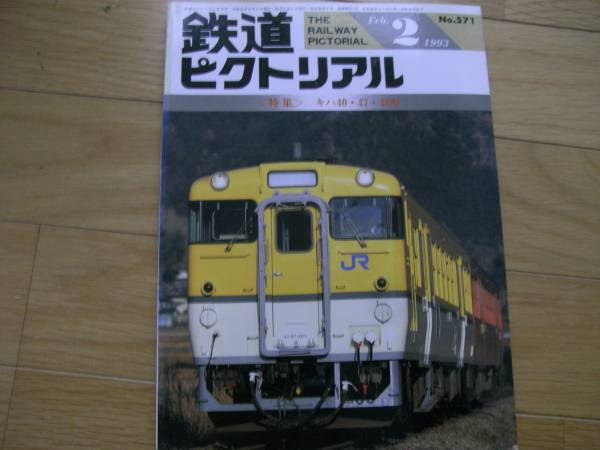 鉄道
ピクトリアル
THE
RAILWAY
PICTORIAL
Feb.
2
1993
No.571
特集 キハ40・47・
JR